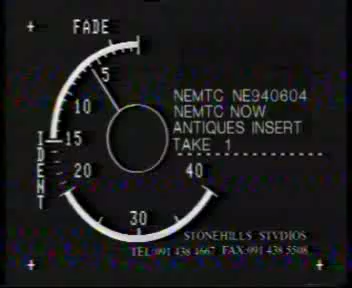 FADE
5
10
15
20
30
40
IDENT
NEMTC NE940604
NEMTC NOW
ANTIQUES INSERT
TAKE 1
STONEHILLS STVDIOS
TEL:091 438 4667 FAX:091 438 5508